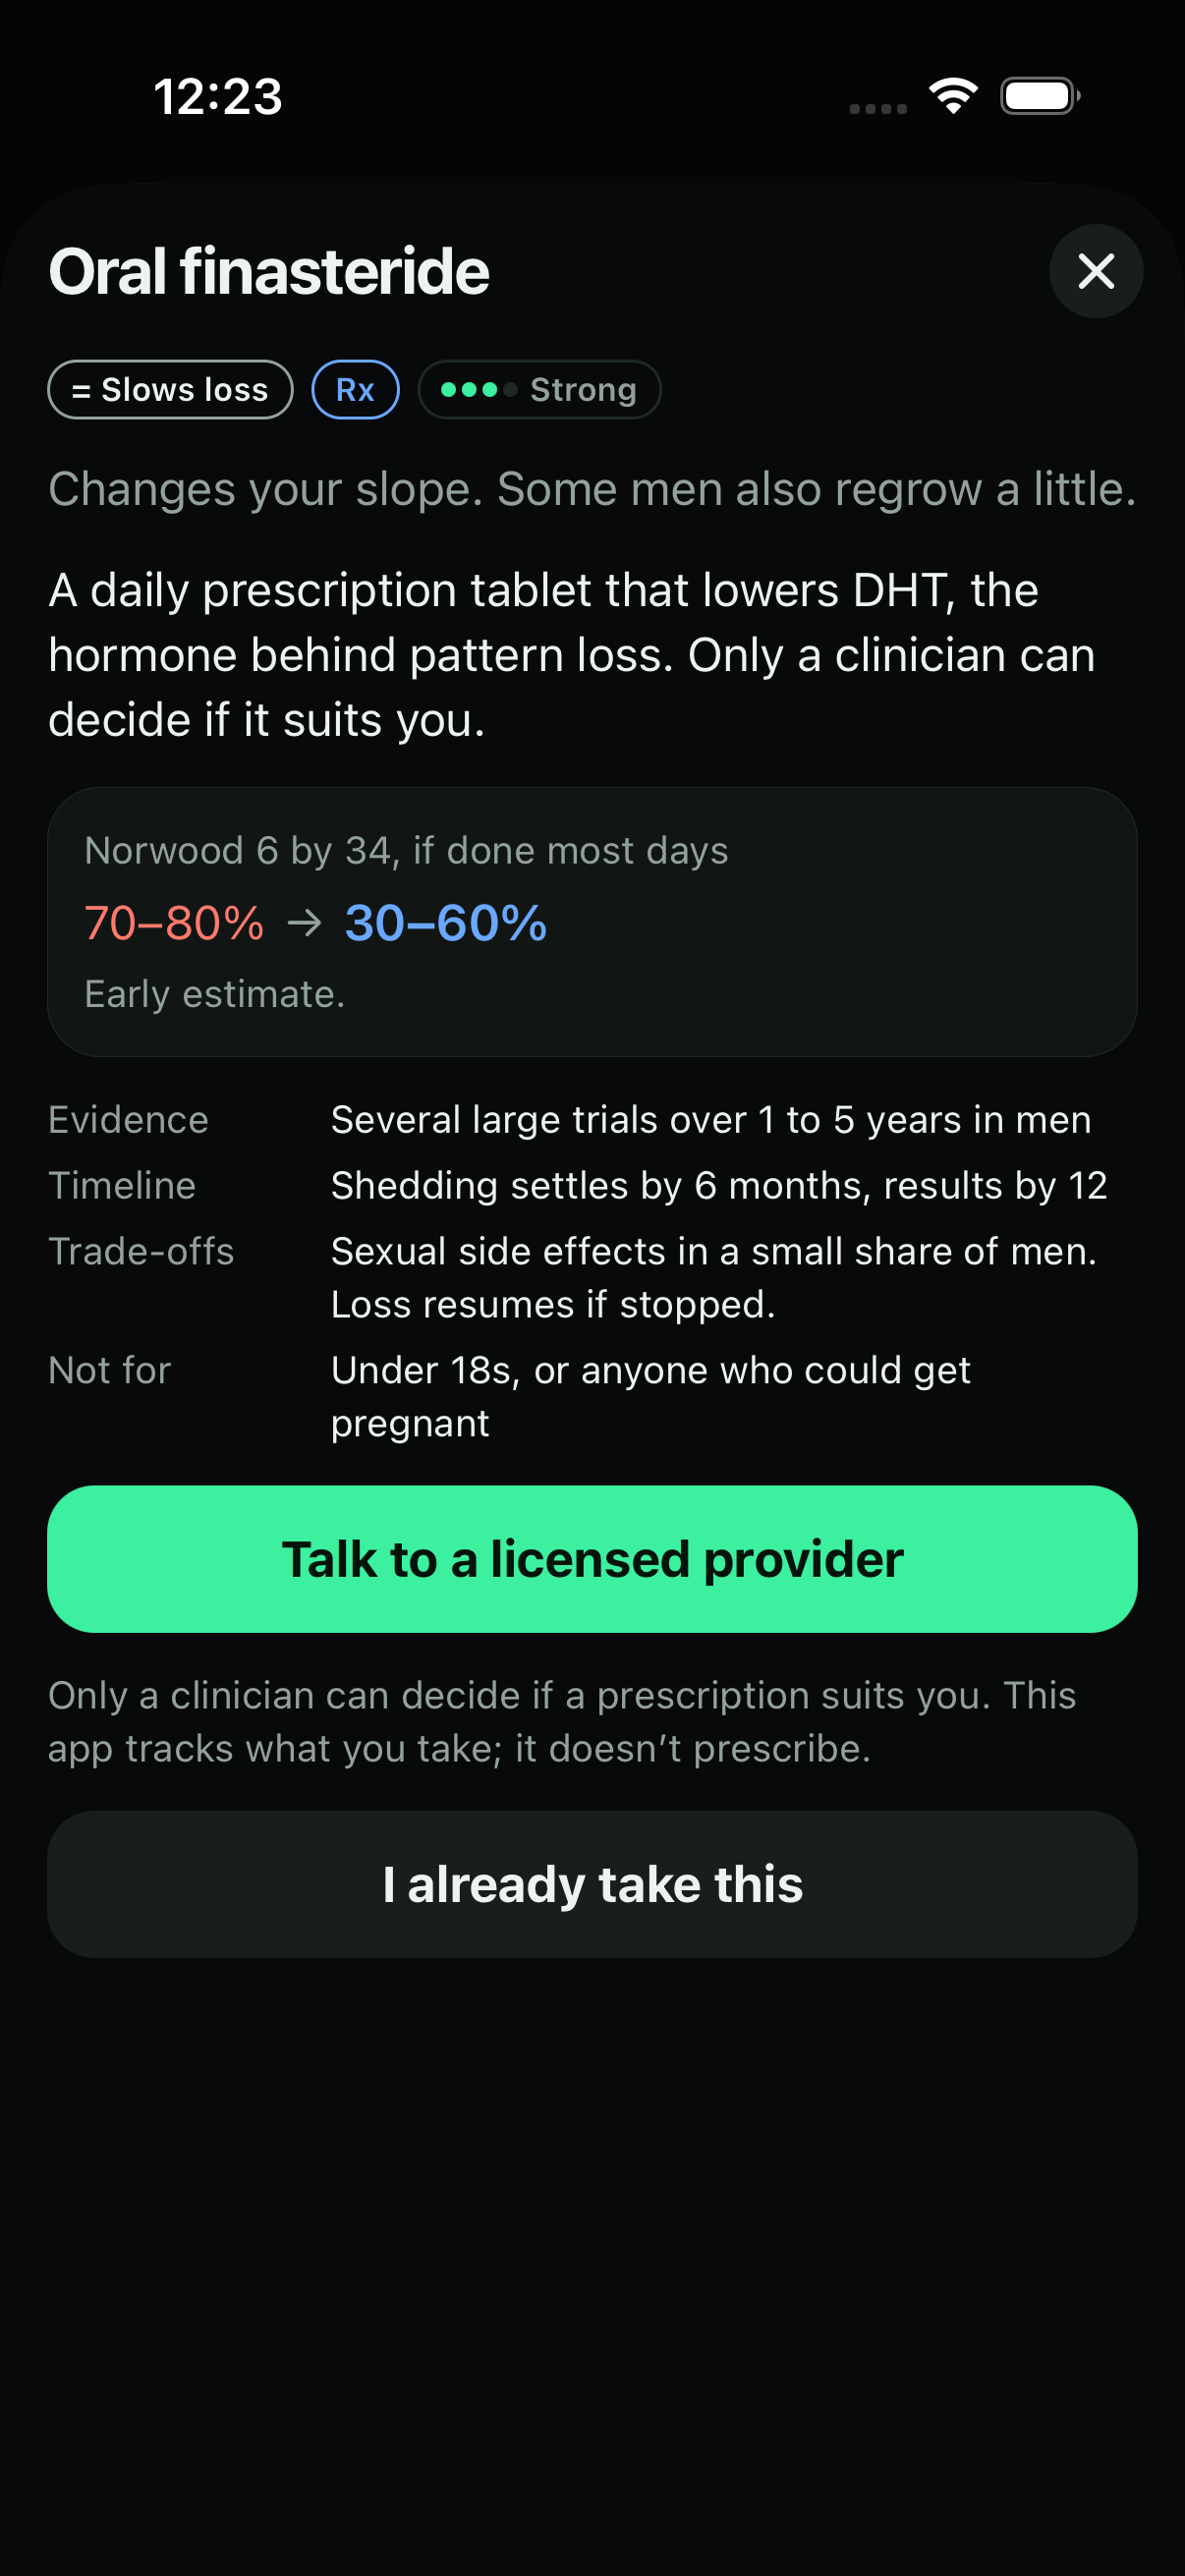 12:23
Oral finasteride
= Slows loss
Rx
Strong
Changes your slope. Some men also regrow a little.
A daily prescription tablet that lowers DHT, the
hormone behind pattern loss. Only a clinician can
decide if it suits you.
Norwood 6 by 34, if done most days
70–80% → 30–60%
Early estimate.
Evidence Several large trials over 1 to 5 years in men
Timeline Shedding settles by 6 months, results by 12
Trade-offs Sexual side effects in a small share of men.
Loss resumes if stopped.
Not for Under 18s, or anyone who could get
pregnant
Talk to a licensed provider
Only a clinician can decide if a prescription suits you. This
app tracks what you take; it doesn’t prescribe.
I already take this